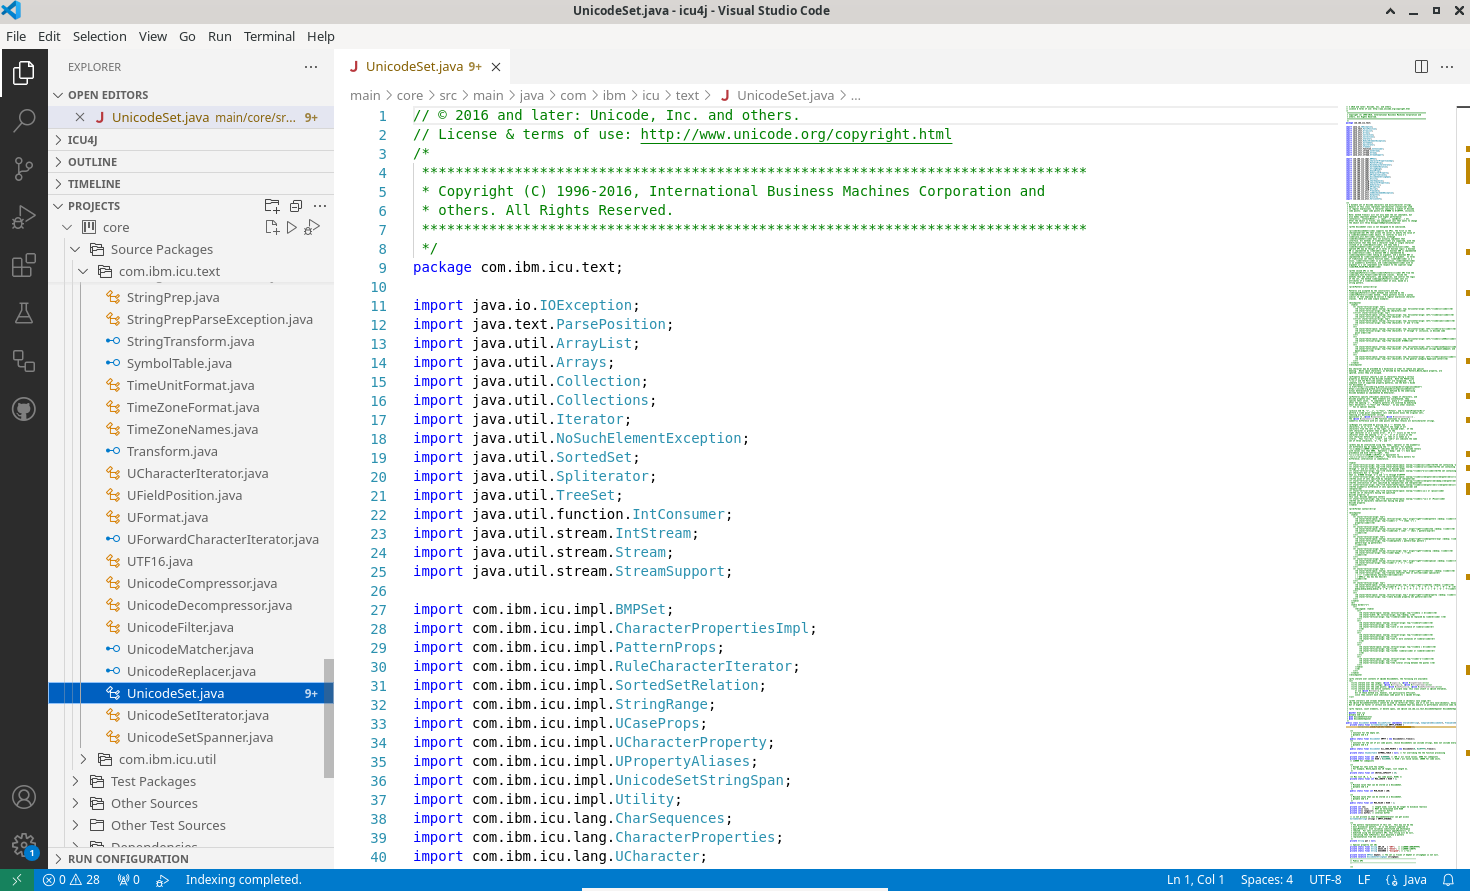 UnicodeSet.java - icu4j - Visual Studio Code
File Edit Selection View Go Run Terminal Help
EXPLORER
OPEN EDITORS
UnicodeSet.java main/core/sr... 9+
ICU4J
OUTLINE
TIMELINE
PROJECTS
core
Source Packages
com.ibm.icu.text
StringPrep.java
StringPrepParseException.java
StringTransform.java
SymbolTable.java
TimeUnitFormat.java
TimeZoneFormat.java
TimeZoneNames.java
Transform.java
UCharacterIterator.java
UFieldPosition.java
UFormat.java
UForwardCharacterIterator.java
UTF16.java
UnicodeCompressor.java
UnicodeDecompressor.java
UnicodeFilter.java
UnicodeMatcher.java
UnicodeReplacer.java
UnicodeSet.java 9+
UnicodeSetIterator.java
UnicodeSetSpanner.java
com.ibm.icu.util
Test Packages
Other Sources
Other Test Sources
Dependencies
RUN CONFIGURATION
UnicodeSet.java 9+
main > core > src > main > java > com > ibm > icu > text > UnicodeSet.java > ...
1 // © 2016 and later: Unicode, Inc. and others.
2 // License & terms of use: http://www.unicode.org/copyright.html
3 /*
4 *******************************************************************************
5 * Copyright (C) 1996-2016, International Business Machines Corporation and
6 * others. All Rights Reserved.
7 *******************************************************************************
8 */
9 package com.ibm.icu.text;
10
11 import java.io.IOException;
12 import java.text.ParsePosition;
13 import java.util.ArrayList;
14 import java.util.Arrays;
15 import java.util.Collection;
16 import java.util.Collections;
17 import java.util.Iterator;
18 import java.util.NoSuchElementException;
19 import java.util.SortedSet;
20 import java.util.Spliterator;
21 import java.util.TreeSet;
22 import java.util.function.IntConsumer;
23 import java.util.stream.IntStream;
24 import java.util.stream.Stream;
25 import java.util.stream.StreamSupport;
26
27 import com.ibm.icu.impl.BMPSet;
28 import com.ibm.icu.impl.CharacterPropertiesImpl;
29 import com.ibm.icu.impl.PatternProps;
30 import com.ibm.icu.impl.RuleCharacterIterator;
31 import com.ibm.icu.impl.SortedSetRelation;
32 import com.ibm.icu.impl.StringRange;
33 import com.ibm.icu.impl.UCaseProps;
34 import com.ibm.icu.impl.UCharacterProperty;
35 import com.ibm.icu.impl.UPropertyAliases;
36 import com.ibm.icu.impl.UnicodeSetStringSpan;
37 import com.ibm.icu.impl.Utility;
38 import com.ibm.icu.lang.CharSequences;
39 import com.ibm.icu.lang.CharacterProperties;
40 import com.ibm.icu.lang.UCharacter;
1
0 28 0 Indexing completed. Ln 1, Col 1 Spaces: 4 UTF-8 LF Java